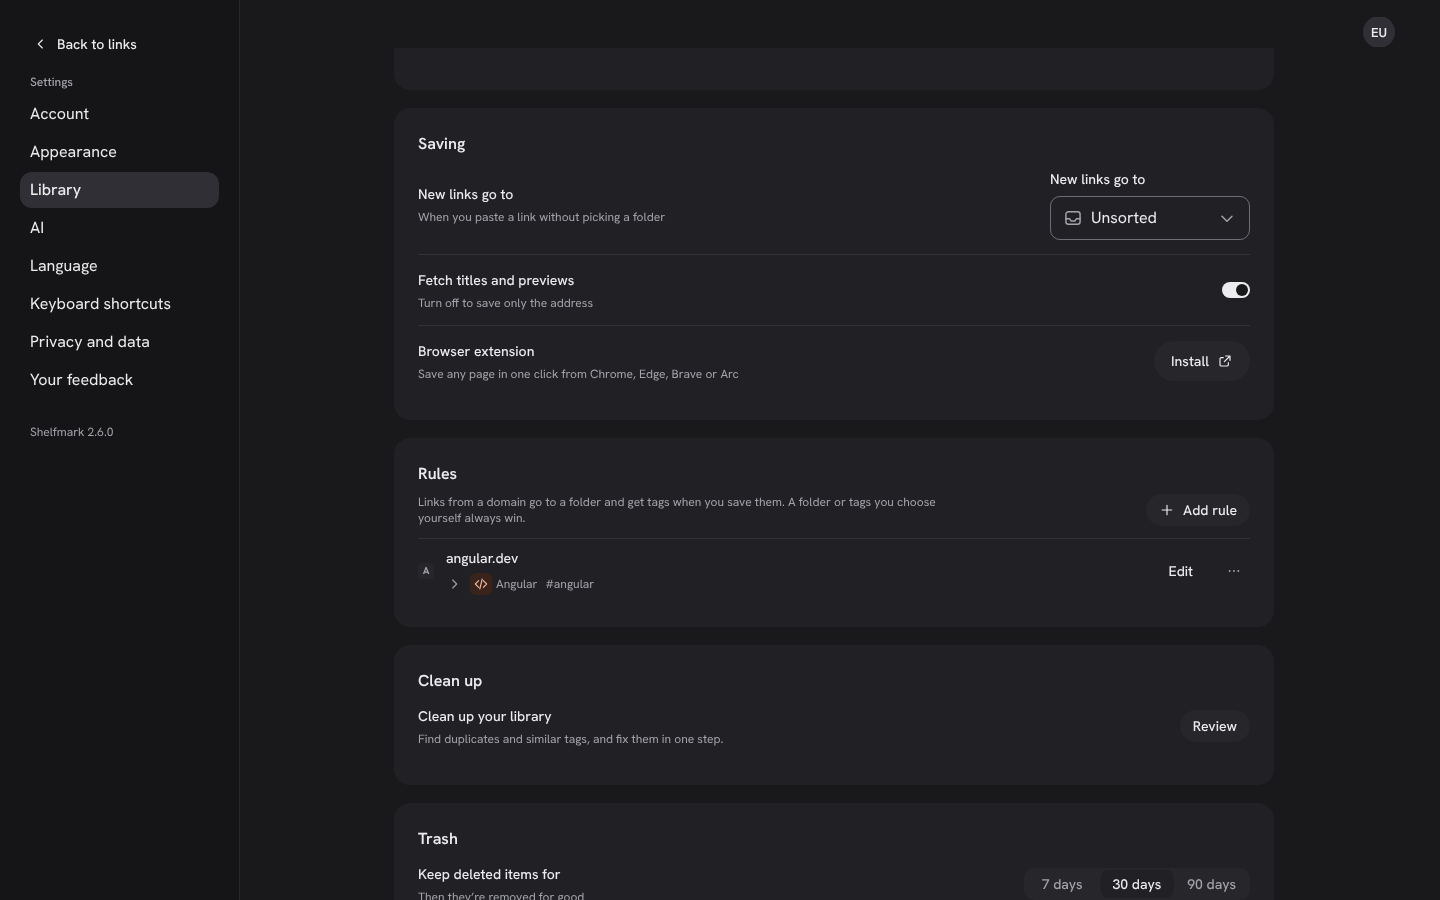 Back to links
EU
Settings
Account
Appearance
Library
AI
Language
Keyboard shortcuts
Privacy and data
Your feedback
Shelfmark 2.6.0
Saving
New links go to
When you paste a link without picking a folder
New links go to
Unsorted
Fetch titles and previews
Turn off to save only the address
Browser extension
Save any page in one click from Chrome, Edge, Brave or Arc
Install
Rules
Links from a domain go to a folder and get tags when you save them. A folder or tags you choose
yourself always win.
Add rule
A
angular.dev
Angular #angular
Edit
Clean up
Clean up your library
Find duplicates and similar tags, and fix them in one step.
Review
Trash
Keep deleted items for
Then they're removed for good
7 days 30 days 90 days